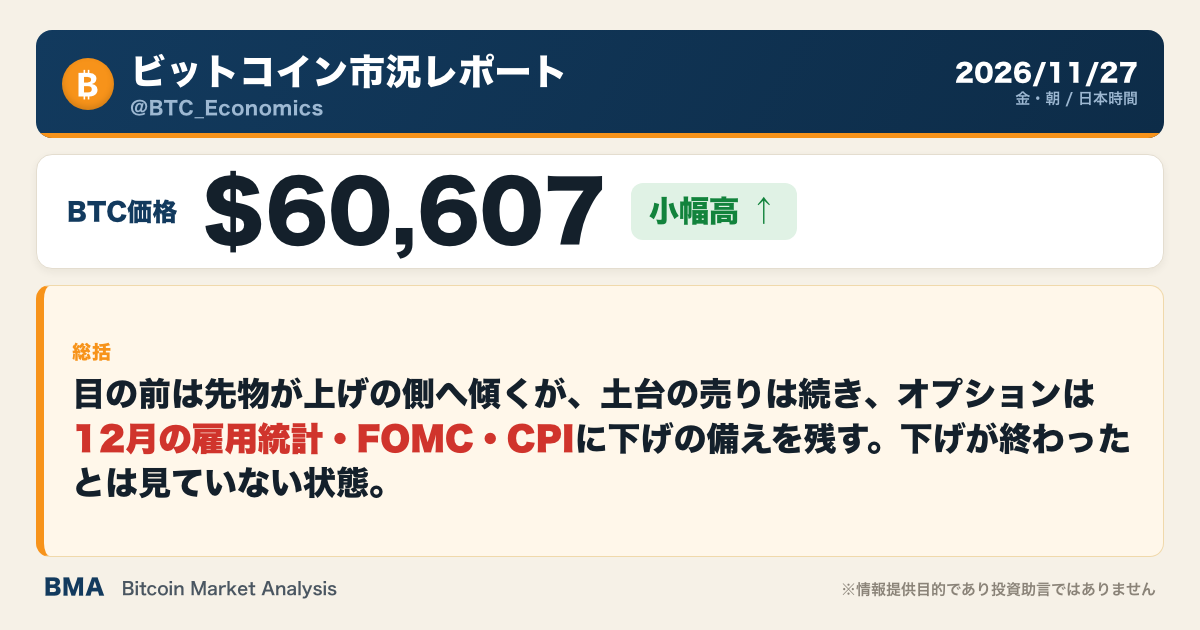 ビットコイン市況レポート
@BTC_Economics
2026/11/27
金・朝 / 日本時間
BTC価格 $60,607 小幅高 ↑
総括
目の前は先物が上げの側へ傾くが、土台の売りは続き、オプションは
12月の雇用統計・FOMC・CPIに下げの備えを残す。下げが終わった
とは見ていない状態。
BMA Bitcoin Market Analysis
※情報提供目的であり投資助言ではありません